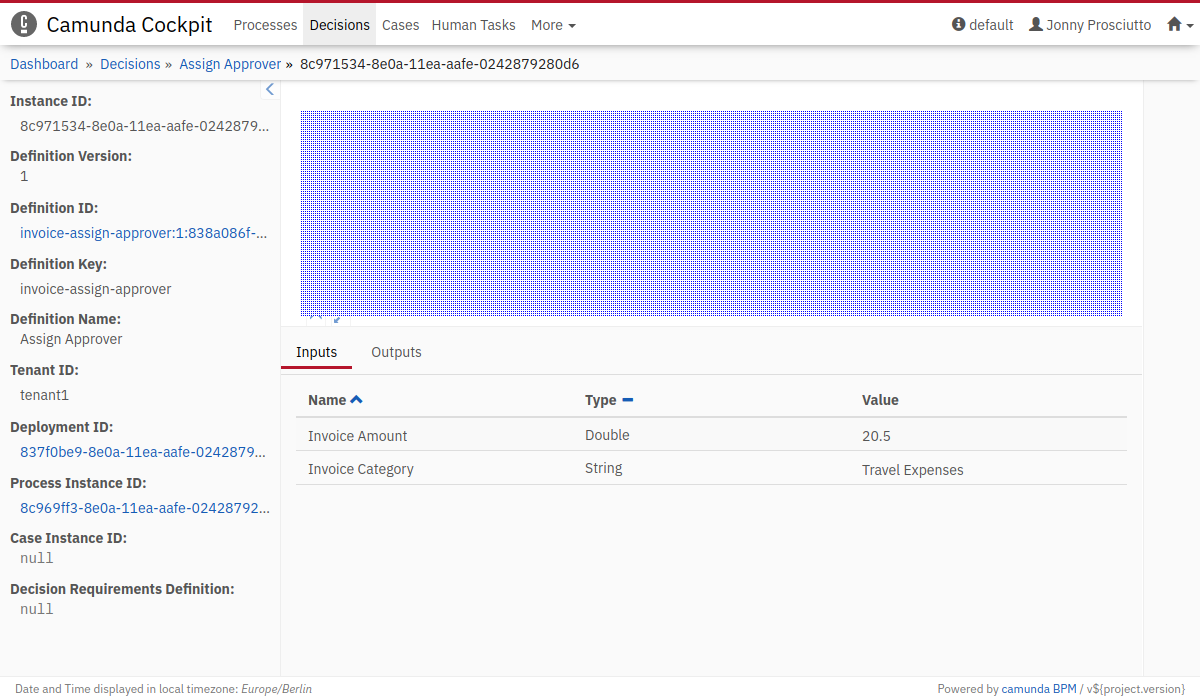 Camunda Cockpit Processes Decisions Cases Human Tasks More default Jonny Prosciutto
Dashboard » Decisions » Assign Approver » 8c971534-8e0a-11ea-aafe-0242879280d6
Instance ID:
8c971534-8e0a-11ea-aafe-0242879...
Definition Version:
1
Definition ID:
invoice-assign-approver:1:838a086f-...
Definition Key:
invoice-assign-approver
Definition Name:
Assign Approver
Tenant ID:
tenant1
Deployment ID:
837f0be9-8e0a-11ea-aafe-0242879...
Process Instance ID:
8c969ff3-8e0a-11ea-aafe-02428792...
Case Instance ID:
null
Decision Requirements Definition:
null
Inputs Outputs
Name Type Value
Invoice Amount Double 20.5
Invoice Category String Travel Expenses
Date and Time displayed in local timezone: Europe/Berlin Powered by camunda BPM / v${project.version}